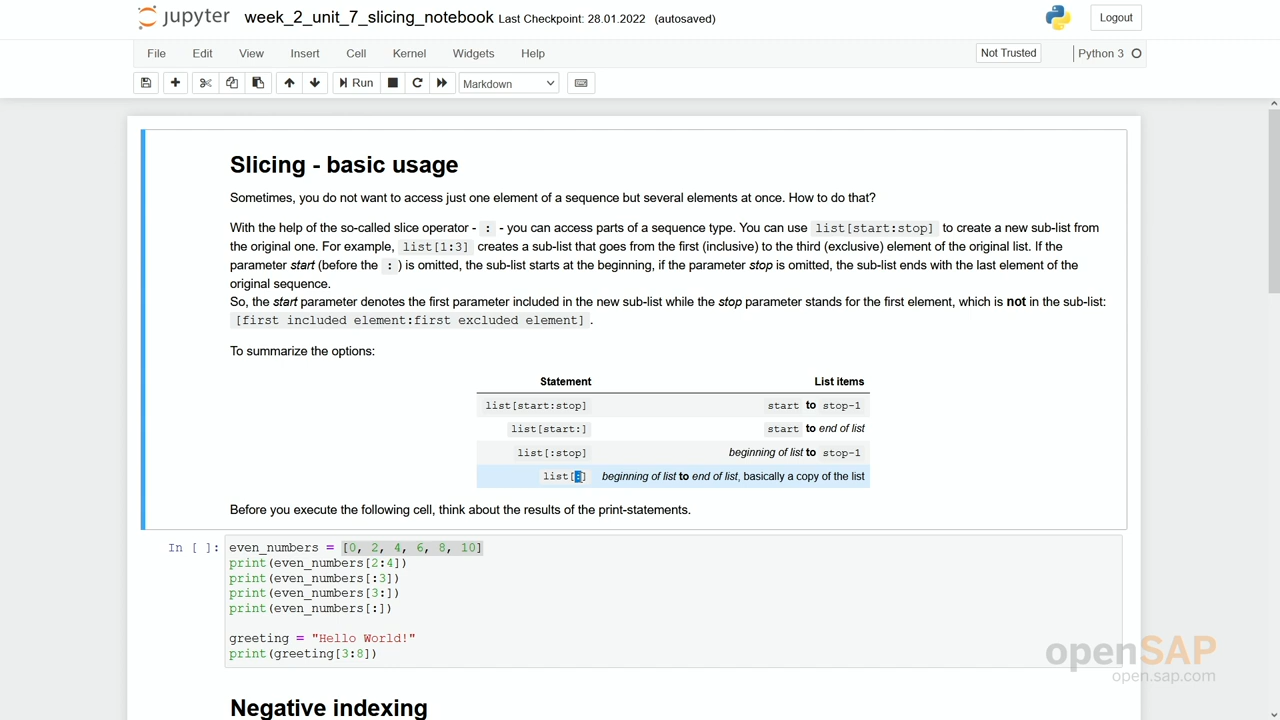 jupyter week_2_unit_7_slicing_notebook Last Checkpoint: 28.01.2022 (autosaved) Logout
File Edit View Insert Cell Kernel Widgets Help Not Trusted Python 3
Run Markdown
Slicing - basic usage
Sometimes, you do not want to access just one element of a sequence but several elements at once. How to do that?
With the help of the so-called slice operator - : - you can access parts of a sequence type. You can use list[start:stop] to create a new sub-list from
the original one. For example, list[1:3] creates a sub-list that goes from the first (inclusive) to the third (exclusive) element of the original list. If the
parameter start (before the : ) is omitted, the sub-list starts at the beginning, if the parameter stop is omitted, the sub-list ends with the last element of the
original sequence.
So, the start parameter denotes the first parameter included in the new sub-list while the stop parameter stands for the first element, which is not in the sub-list:
[first included element:first excluded element] .
To summarize the options:
Statement List items
list[start:stop] start to stop-1
list[start:] start to end of list
list[:stop] beginning of list to stop-1
list[:] beginning of list to end of list, basically a copy of the list
Before you execute the following cell, think about the results of the print-statements.
In [ ]: even_numbers = [0, 2, 4, 6, 8, 10]
print(even_numbers[2:4])
print(even_numbers[:3])
print(even_numbers[3:])
print(even_numbers[:])
greeting = "Hello World!"
print(greeting[3:8])
openSAP
open.sap.com
Negative indexing